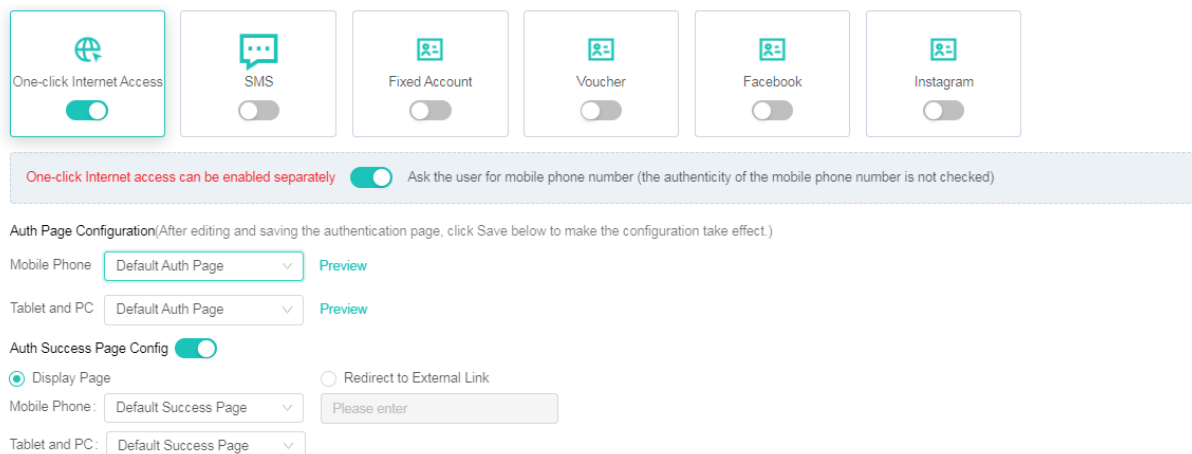 One-click Internet Access SMS Fixed Account Voucher Facebook Instagram
One-click Internet access can be enabled separately Ask the user for mobile phone number (the authenticity of the mobile phone number is not checked)
Auth Page Configuration(After editing and saving the authentication page, click Save below to make the configuration take effect.)
Mobile Phone Default Auth Page Preview
Tablet and PC Default Auth Page Preview
Auth Success Page Config
Display Page Redirect to External Link
Mobile Phone: Default Success Page Please enter
Tablet and PC: Default Success Page